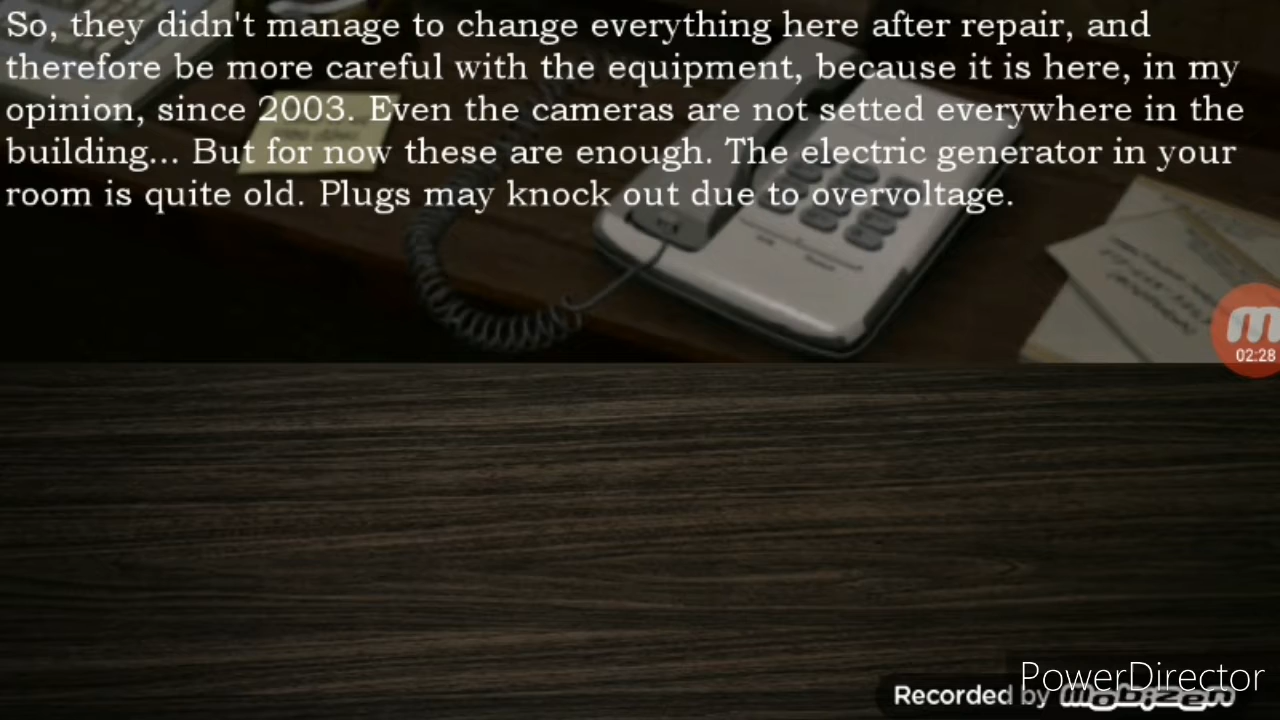 So, they didn't manage to change everything here after repair, and
therefore be more careful with the equipment, because it is here, in my
opinion, since 2003. Even the cameras are not setted everywhere in the
building... But for now these are enough. The electric generator in your
room is quite old. Plugs may knock out due to overvoltage.
m
02:28
PowerDirector
Recorded by mobizen